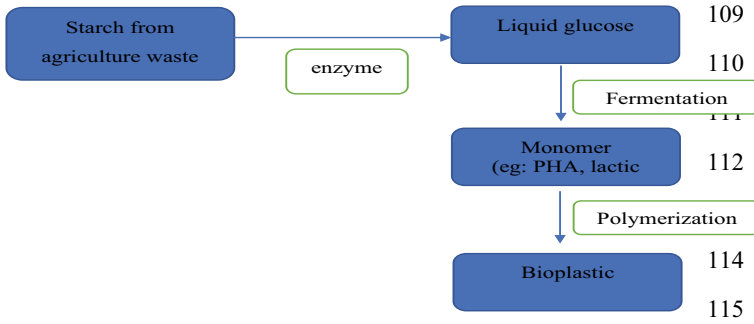 Starch from
agriculture waste
enzyme
Liquid glucose
109
110
Fermentation
Monomer
(eg: PHA, lactic
112
Polymerization
Bioplastic
114
115